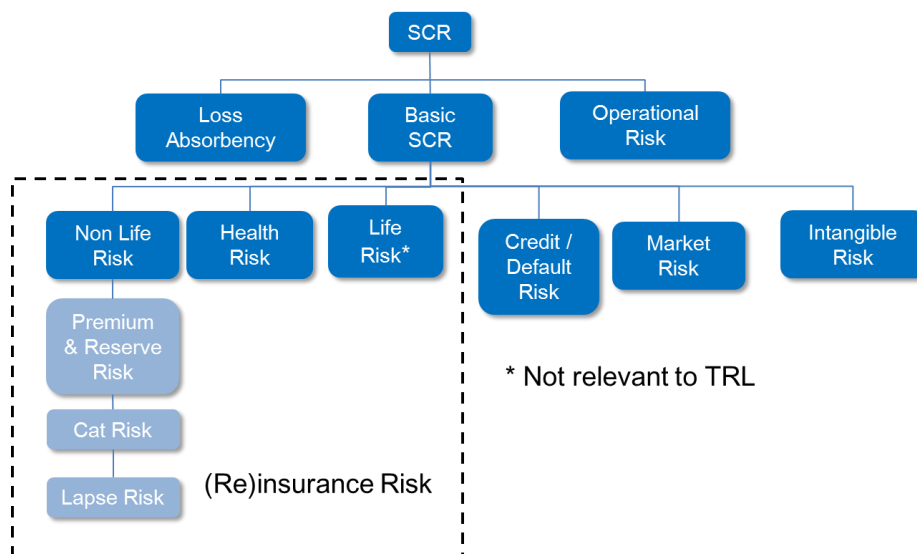 SCR
Loss
Absorbency
Basic
SCR
Operational
Risk
Non Life
Risk
Health
Risk
Life
Risk*
Credit /
Default
Risk
Market
Risk
Intangible
Risk
Premium
& Reserve
Risk
* Not relevant to TRL
Cat Risk
Lapse Risk
(Re)insurance Risk